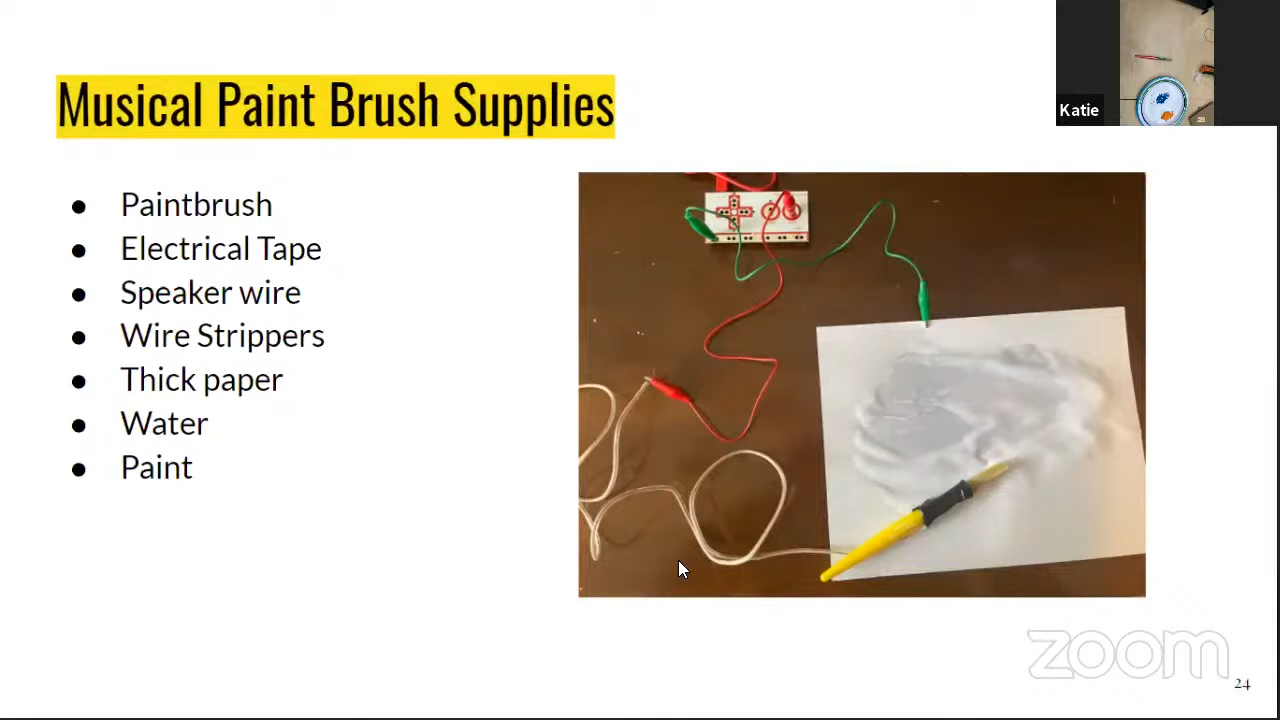 Musical Paint Brush Supplies
Katie
● Paintbrush
● Electrical Tape
● Speaker wire
● Wire Strippers
● Thick paper
● Water
● Paint
zoom
24